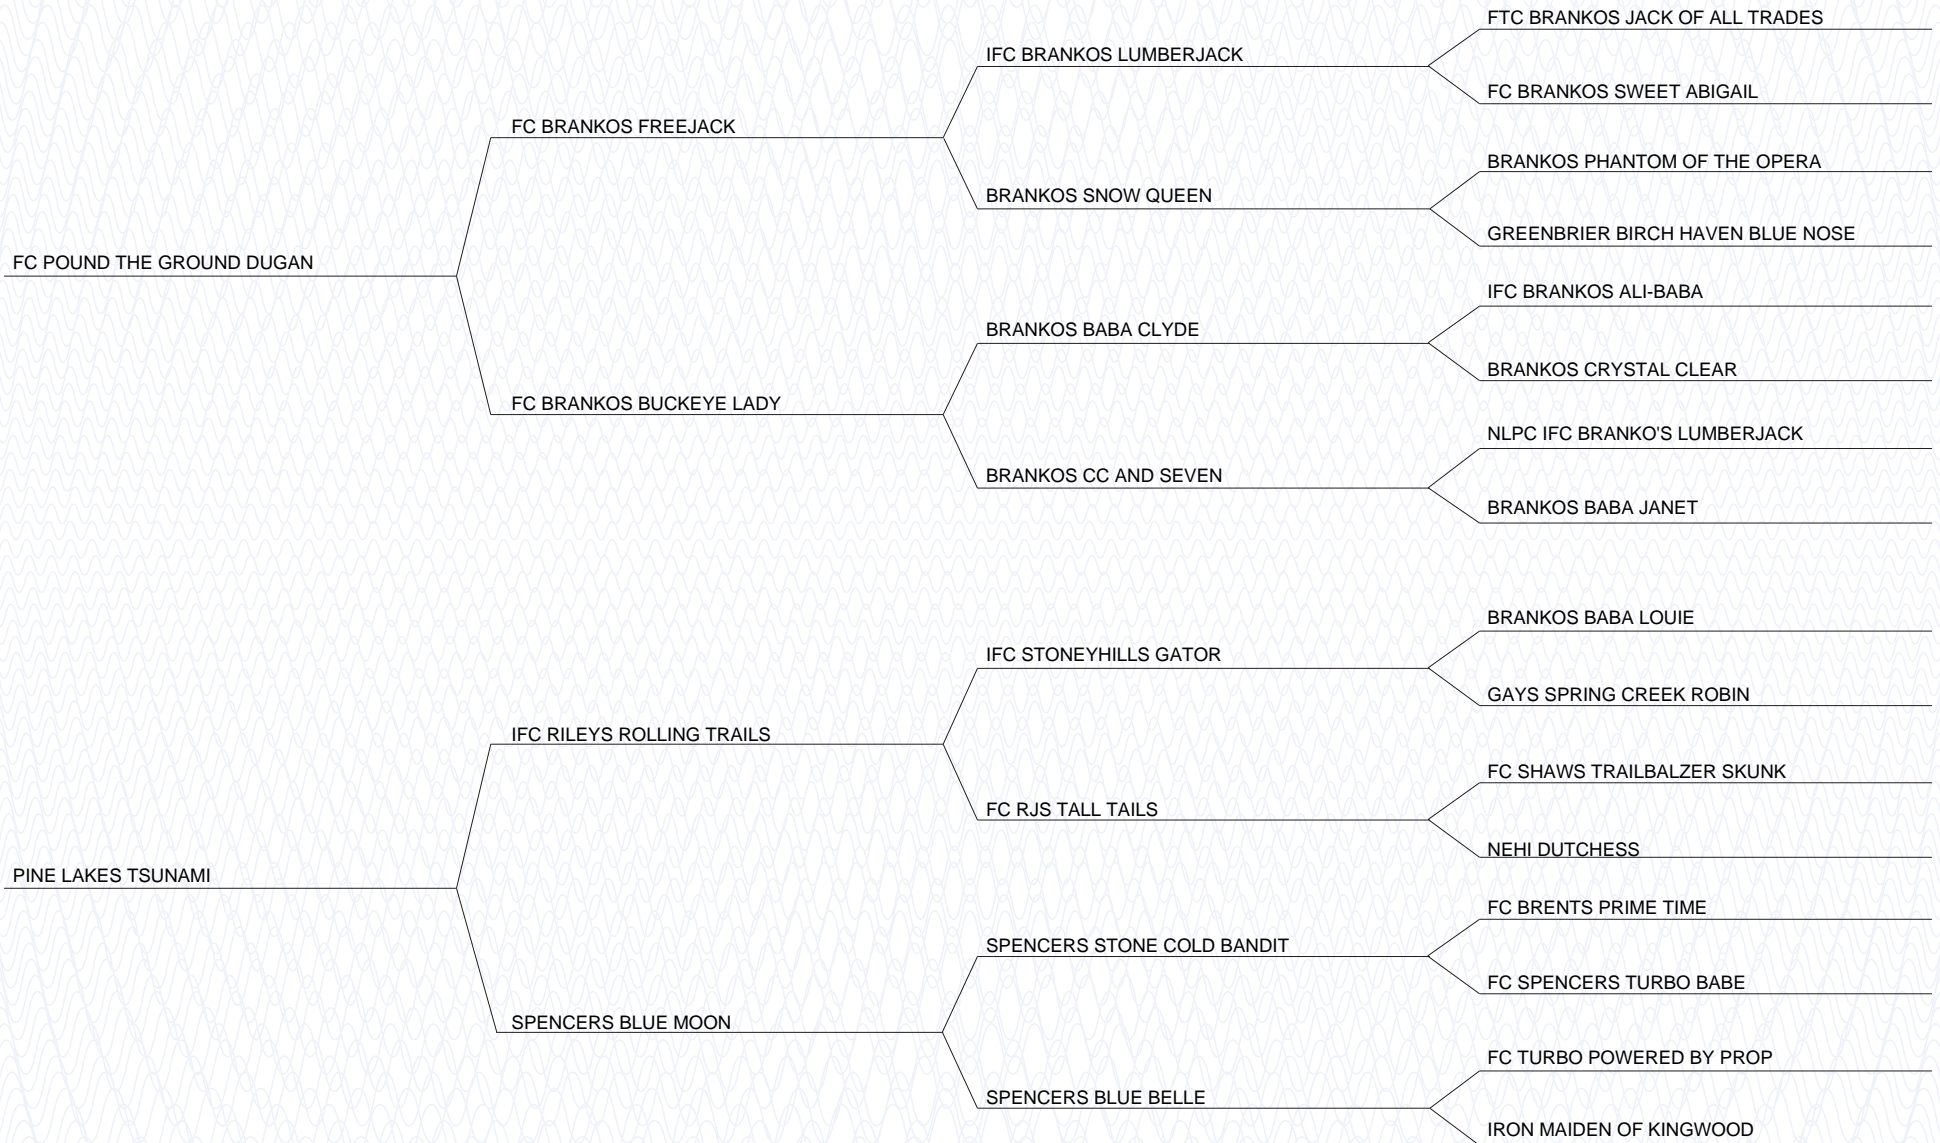 FTC BRANKOS JACK OF ALL TRADES
IFC BRANKOS LUMBERJACK
FC BRANKOS SWEET ABIGAIL
FC BRANKOS FREEJACK
BRANKOS PHANTOM OF THE OPERA
BRANKOS SNOW QUEEN
GREENBRIER BIRCH HAVEN BLUE NOSE
FC POUND THE GROUND DUGAN
IFC BRANKOS ALI-BABA
BRANKOS BABA CLYDE
BRANKOS CRYSTAL CLEAR
FC BRANKOS BUCKEYE LADY
NLPC IFC BRANKO'S LUMBERJACK
BRANKOS CC AND SEVEN
BRANKOS BABA JANET
BRANKOS BABA LOUIE
IFC STONEYHILLS GATOR
GAYS SPRING CREEK ROBIN
IFC RILEYS ROLLING TRAILS
FC SHAWS TRAILBALZER SKUNK
FC RJS TALL TAILS
NEHI DUTCHESS
PINE LAKES TSUNAMI
FC BRENTS PRIME TIME
SPENCERS STONE COLD BANDIT
FC SPENCERS TURBO BABE
SPENCERS BLUE MOON
FC TURBO POWERED BY PROP
SPENCERS BLUE BELLE
IRON MAIDEN OF KINGWOOD